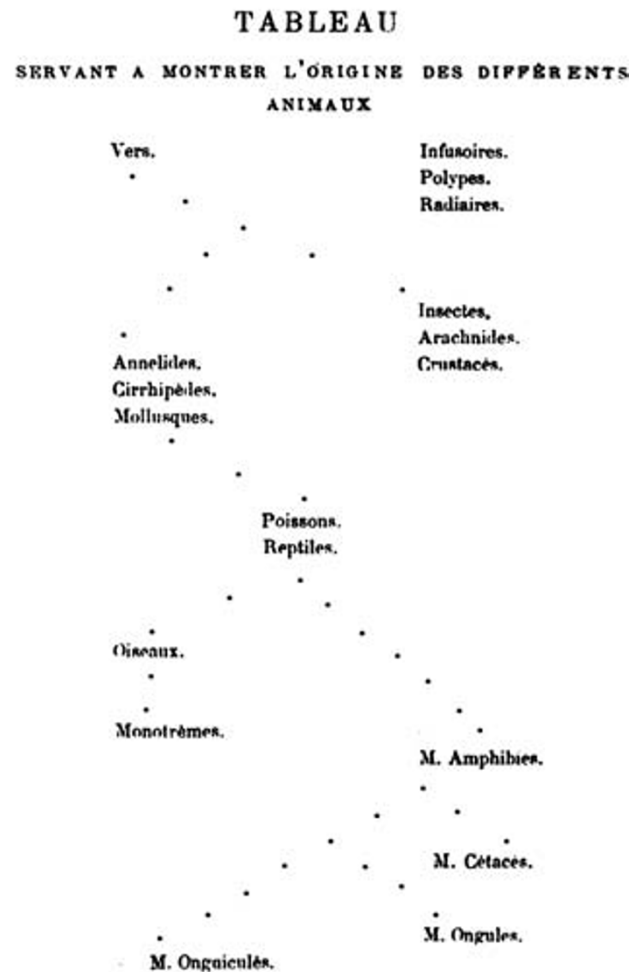 TABLEAU
SERVANT A MONTRER L'ORIGINE DES DIFFÉRENTS
ANIMAUX
Vers.
Infusoires.
Polypes.
Radiaires.
Insectes,
Arachnides.
Crustacés.
Annelides.
Cirrhipèdes.
Mollusques.
Poissons.
Reptiles.
Oiseaux.
Monotrèmes.
M. Amphibies.
M. Cétacés.
M. Ongules.
M. Onguiculés.